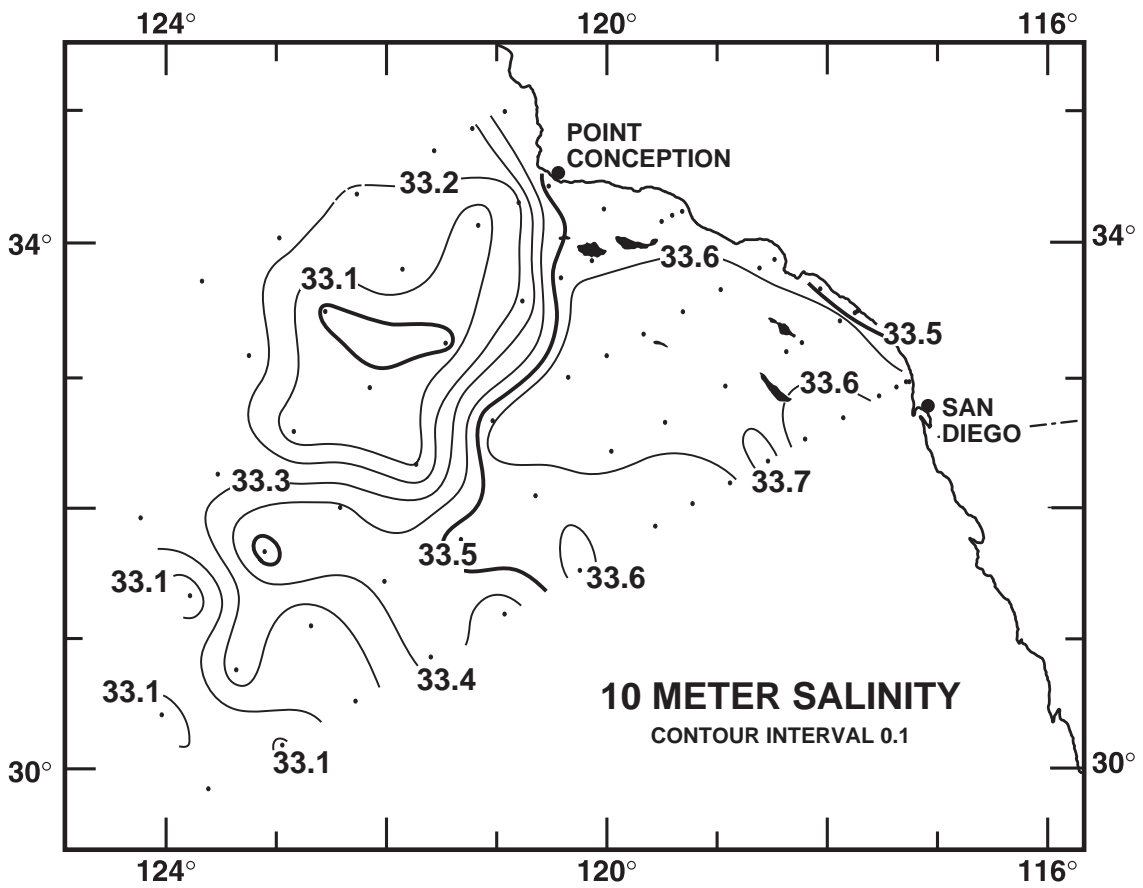 124° 120° 116°
POINT
CONCEPTION
33.2
34° 34°
33.6
33.1
33.5
33.6
SAN
DIEGO
33.3
33.7
33.5
33.1
33.6
33.4
33.1
10 METER SALINITY
CONTOUR INTERVAL 0.1
33.1
30° 30°
124° 120° 116°